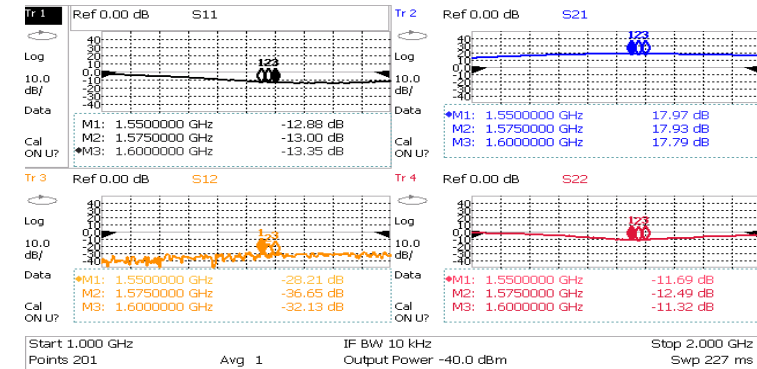 Tr 1 Ref 0.00 dB S11
Log
10.0
dB/
Data
Cal
ON U?
40
30
20
10
0.0
-10
-20
-30
-40
123
M1: 1.5500000 GHz -12.88 dB
M2: 1.5750000 GHz -13.00 dB
M3: 1.6000000 GHz -13.35 dB
Tr 2 Ref 0.00 dB S21
Log
10.0
dB/
Data
Cal
ON U?
40
30
20
10
0.0
-10
-20
-30
-40
123
M1: 1.5500000 GHz 17.97 dB
M2: 1.5750000 GHz 17.93 dB
M3: 1.6000000 GHz 17.79 dB
Tr 3 Ref 0.00 dB S12
Log
10.0
dB/
Data
Cal
ON U?
40
30
20
10
0.0
-10
-20
-30
-40
123
M1: 1.5500000 GHz -28.21 dB
M2: 1.5750000 GHz -36.65 dB
M3: 1.6000000 GHz -32.13 dB
Tr 4 Ref 0.00 dB S22
Log
10.0
dB/
Data
Cal
ON U?
40
30
20
10
0.0
-10
-20
-30
-40
123
M1: 1.5500000 GHz -11.69 dB
M2: 1.5750000 GHz -12.49 dB
M3: 1.6000000 GHz -11.32 dB
Start 1.000 GHz IF BW 10 kHz Stop 2.000 GHz
Points 201 Avg 1 Output Power -40.0 dBm Swp 227 ms